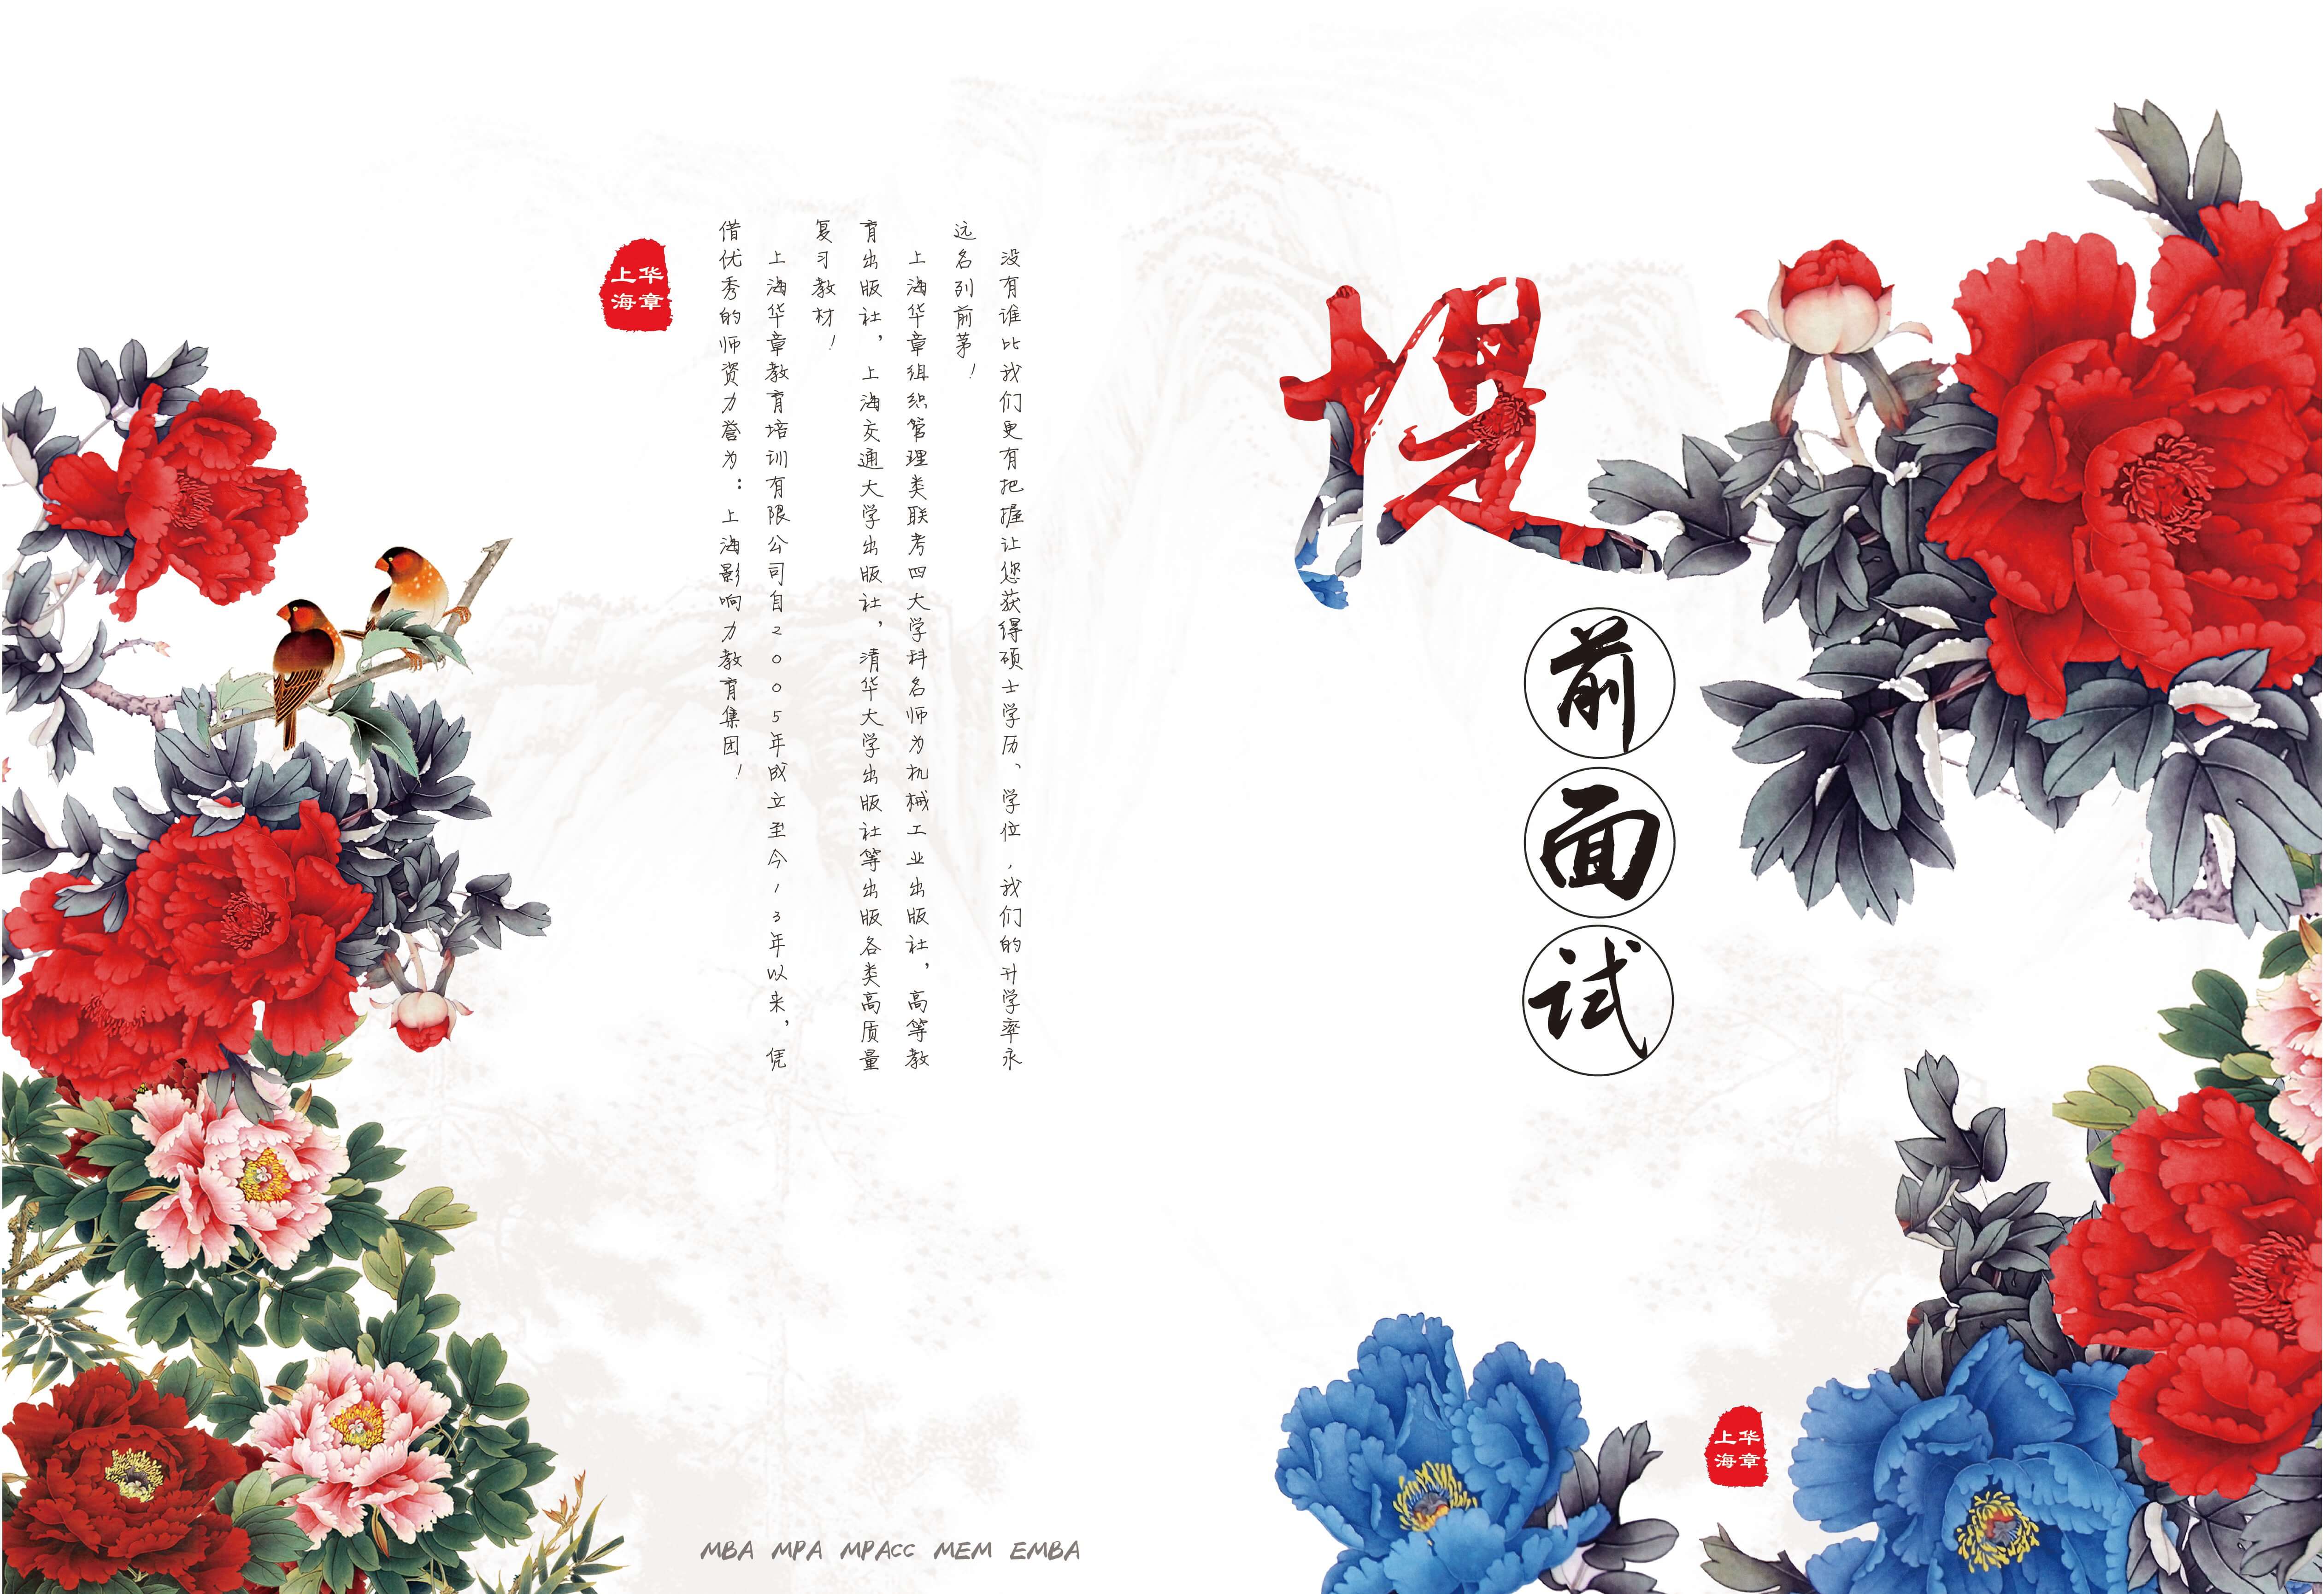 提
前
面
试
没有谁比我们更有把握让您获得硕士学历、学位,我们的升学率永
远名列前茅!
上海华章组织管理类联考四大学科名师为机械工业出版社,高等教
育出版社,上海交通大学出版社,清华大学出版社等出版各类高质量
复习教材!
上海华章教育培训有限公司自2005年成立至今13年以来,凭
借优秀的师资力誉为:上海影响力教育集团!
华章
上海
MBA MPA MPAcc MEM EMBA
华章
上海